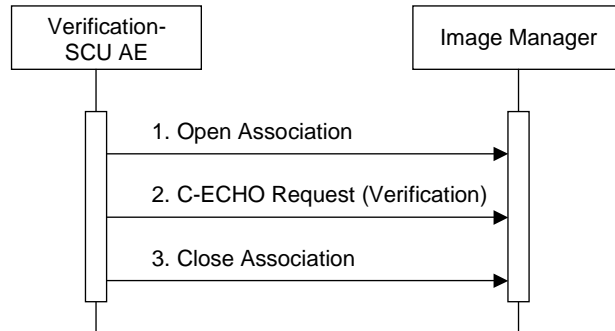 Verification-
SCU AE
Image Manager
1. Open Association
2. C-ECHO Request (Verification)
3. Close Association